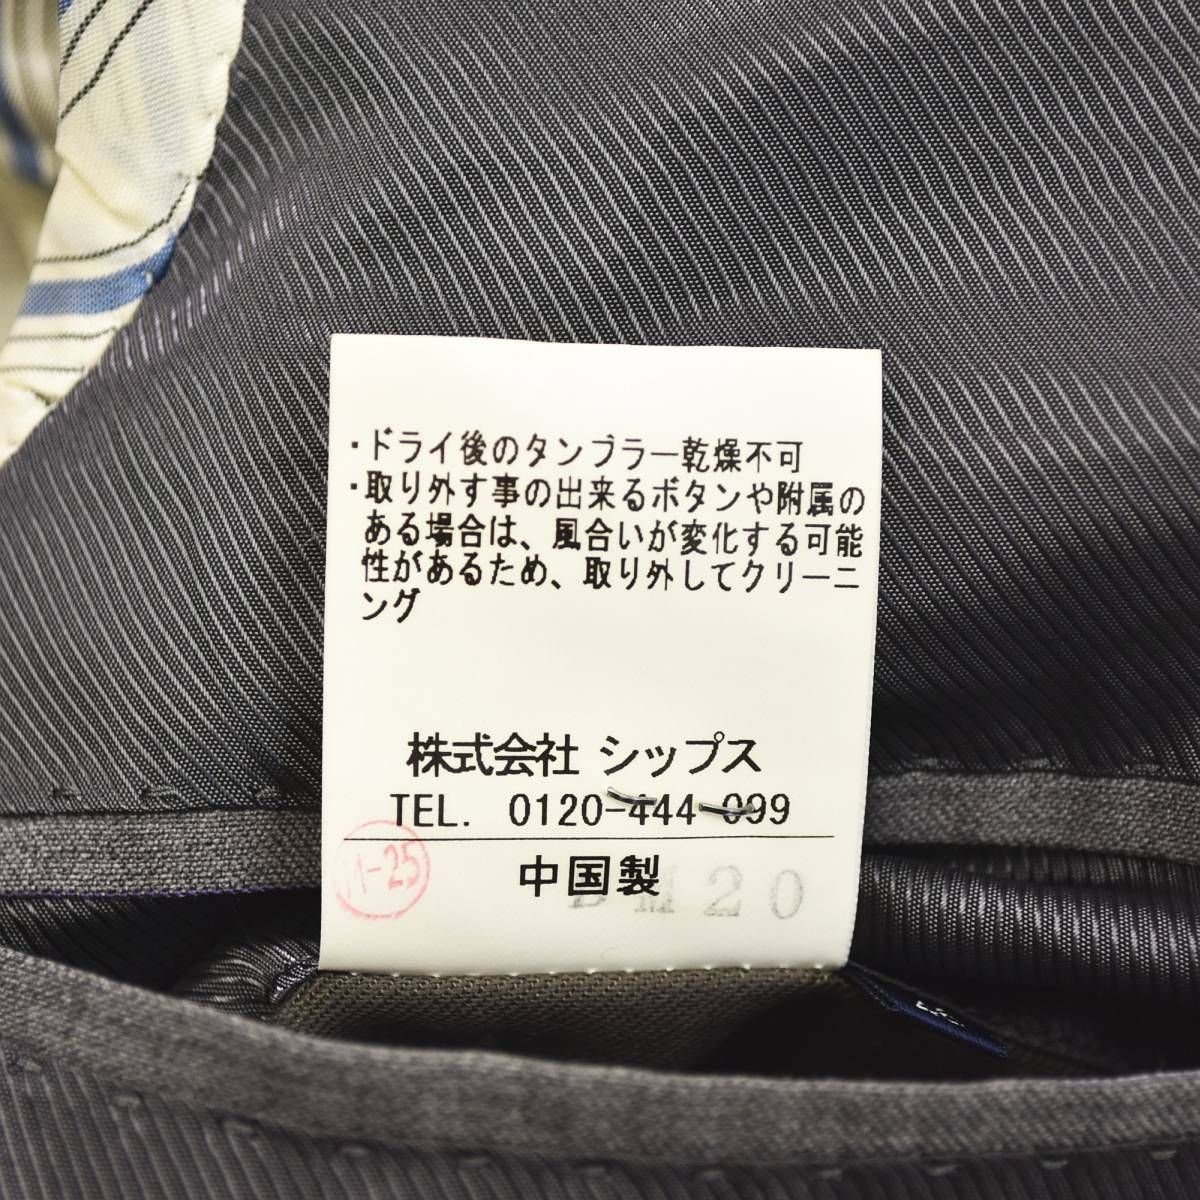 ・ドライ後のタンブラー乾燥不可
・取り外す事の出来るボタンや附属の
ある場合は、風合いが変化する可能
性があるため、取り外してクリーニ
ング
株式会社 シップス
TEL. 0120-444-099
中国製
M20
-25